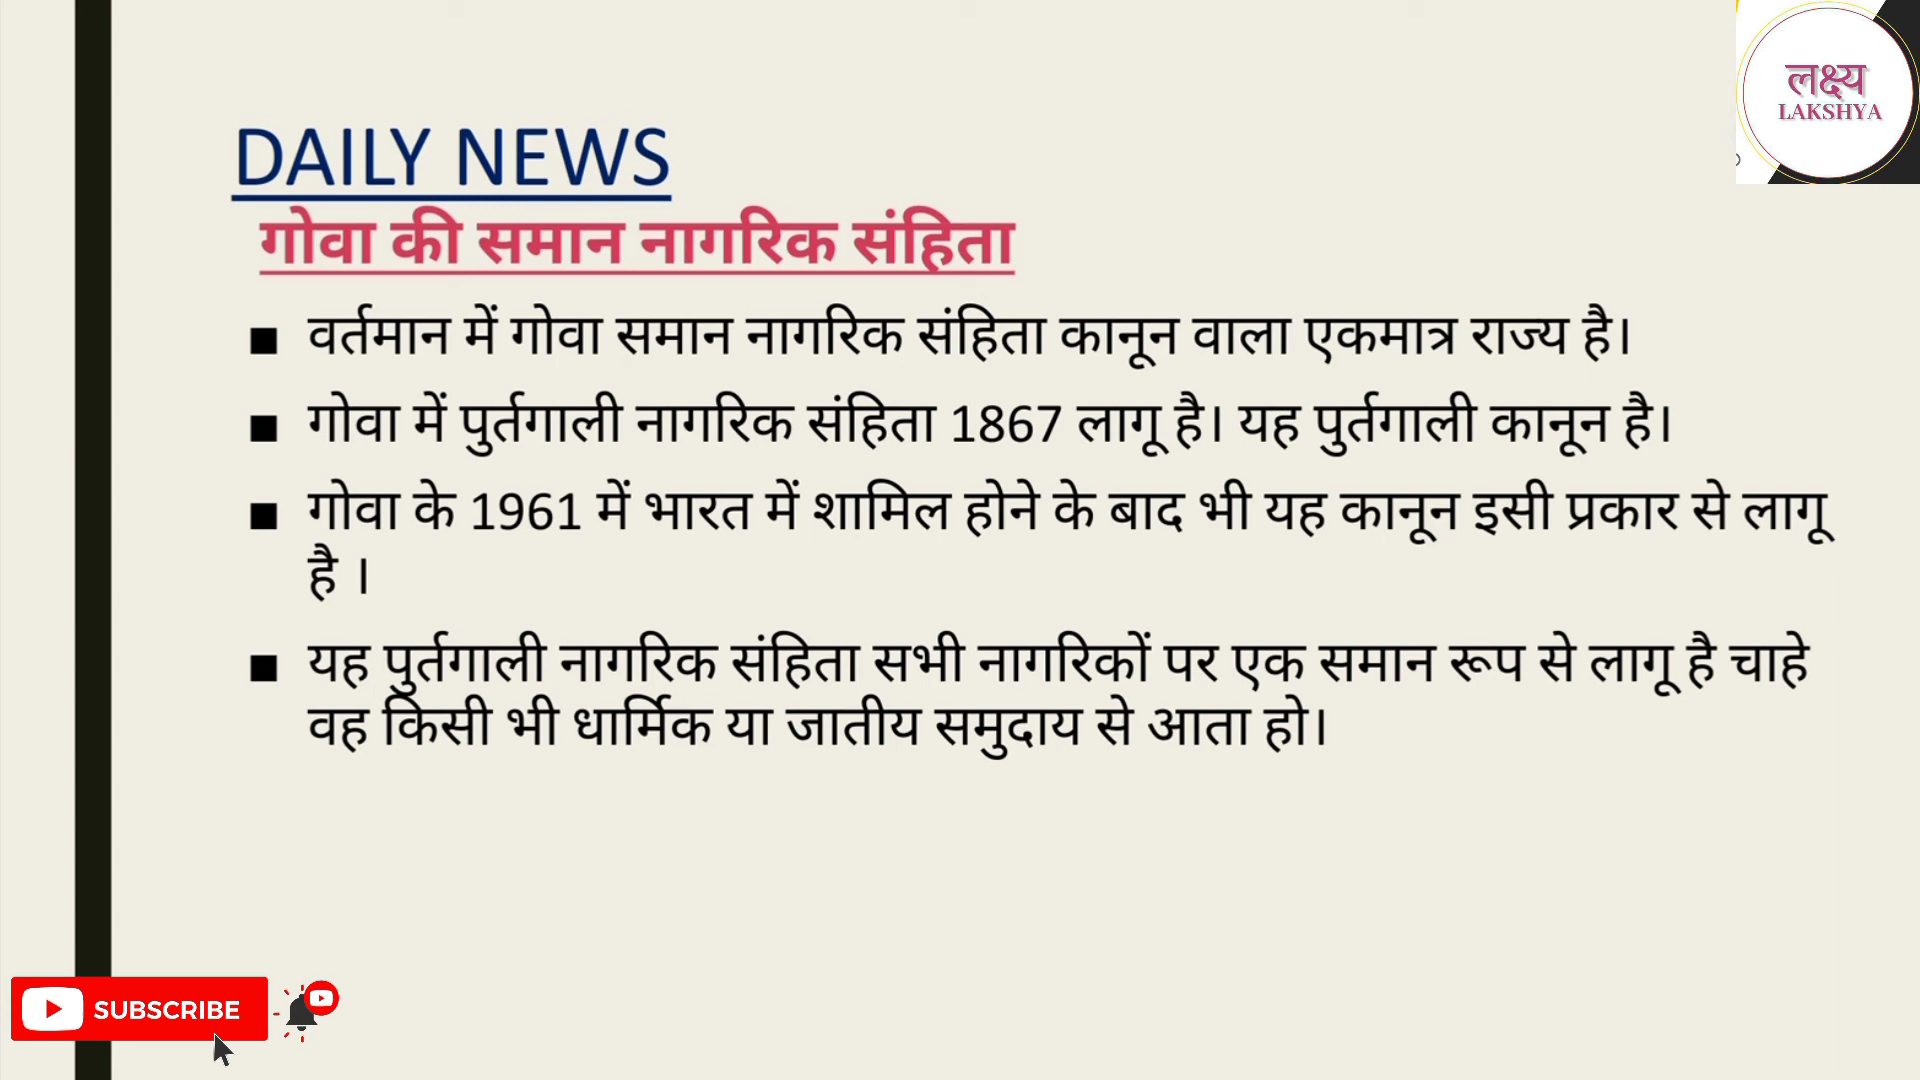 लक्ष्य
LAKSHYA
DAILY NEWS
गोवा की समान नागरिक संहिता
■ वर्तमान में गोवा समान नागरिक संहिता कानून वाला एकमात्र राज्य है।
■ गोवा में पुर्तगाली नागरिक संहिता 1867 लागू है। यह पुर्तगाली कानून है।
■ गोवा के 1961 में भारत में शामिल होने के बाद भी यह कानून इसी प्रकार से लागू
है ।
■ यह पुर्तगाली नागरिक संहिता सभी नागरिकों पर एक समान रूप से लागू है चाहे
वह किसी भी धार्मिक या जातीय समुदाय से आता हो।
SUBSCRIBE